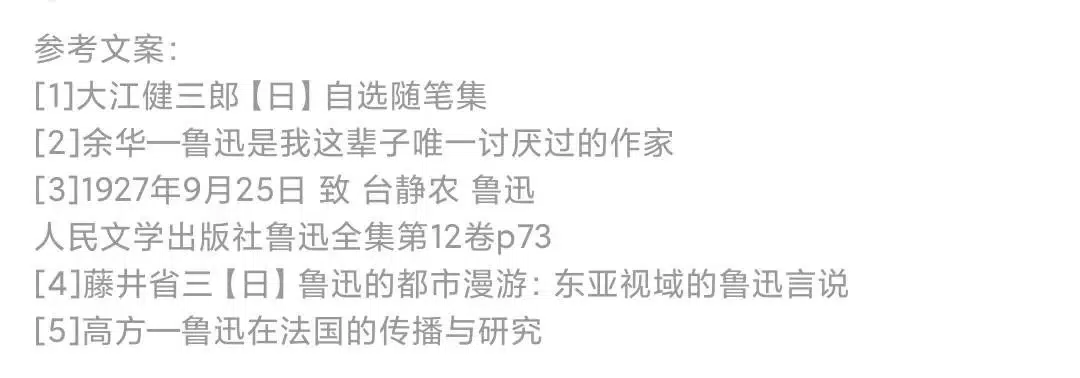 参考文案：
[1]大江健三郎【日】自选随笔集
[2]余华—鲁迅是我这辈子唯一讨厌过的作家
[3]1927年9月25日 致 台静农 鲁迅
人民文学出版社鲁迅全集第12卷p73
[4]藤井省三【日】鲁迅的都市漫游：东亚视域的鲁迅言说
[5]高方—鲁迅在法国的传播与研究